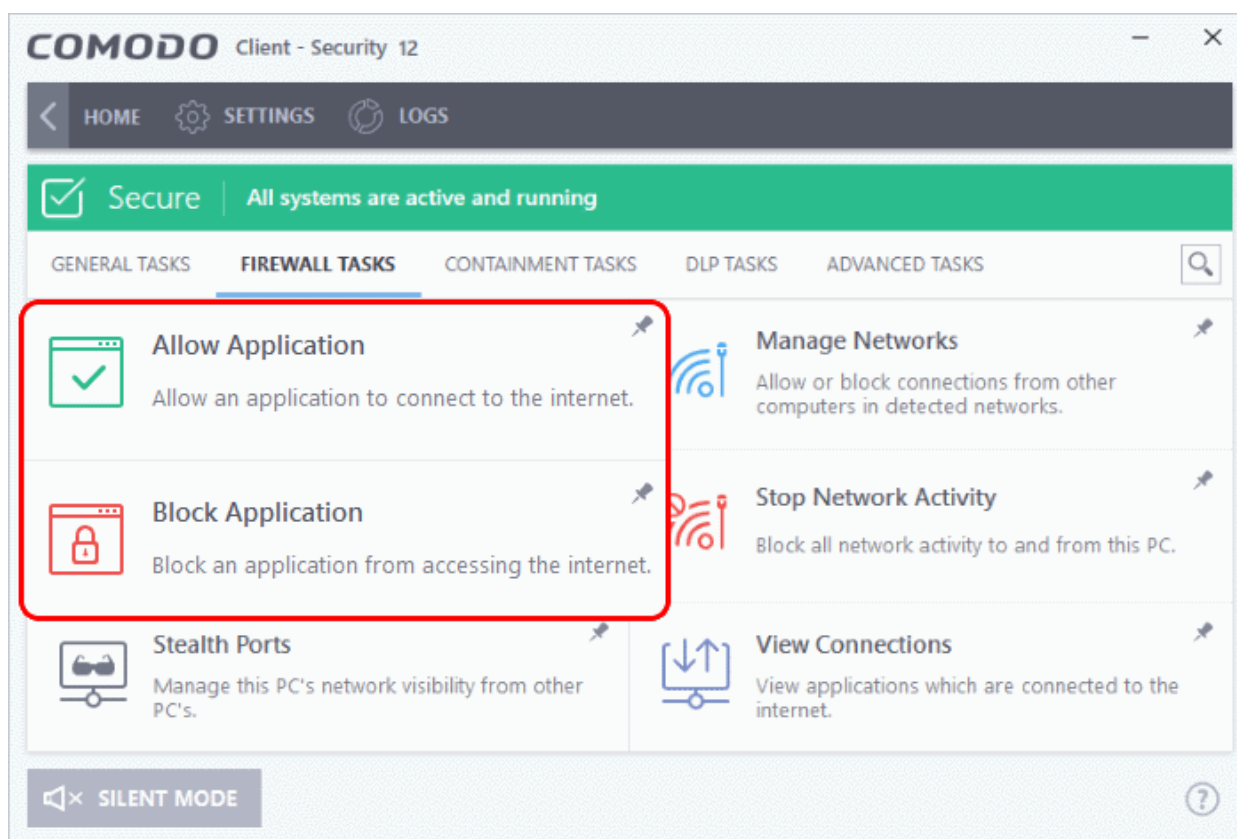 COMODO Client - Security 12
HOME SETTINGS LOGS
Secure All systems are active and running
GENERAL TASKS FIREWALL TASKS CONTAINMENT TASKS DLP TASKS ADVANCED TASKS
Allow Application
Allow an application to connect to the internet.
Manage Networks
Allow or block connections from other
computers in detected networks.
Block Application
Block an application from accessing the internet.
Stop Network Activity
Block all network activity to and from this PC.
Stealth Ports
Manage this PC's network visibility from other
PC's.
View Connections
View applications which are connected to the
internet.
SILENT MODE
?